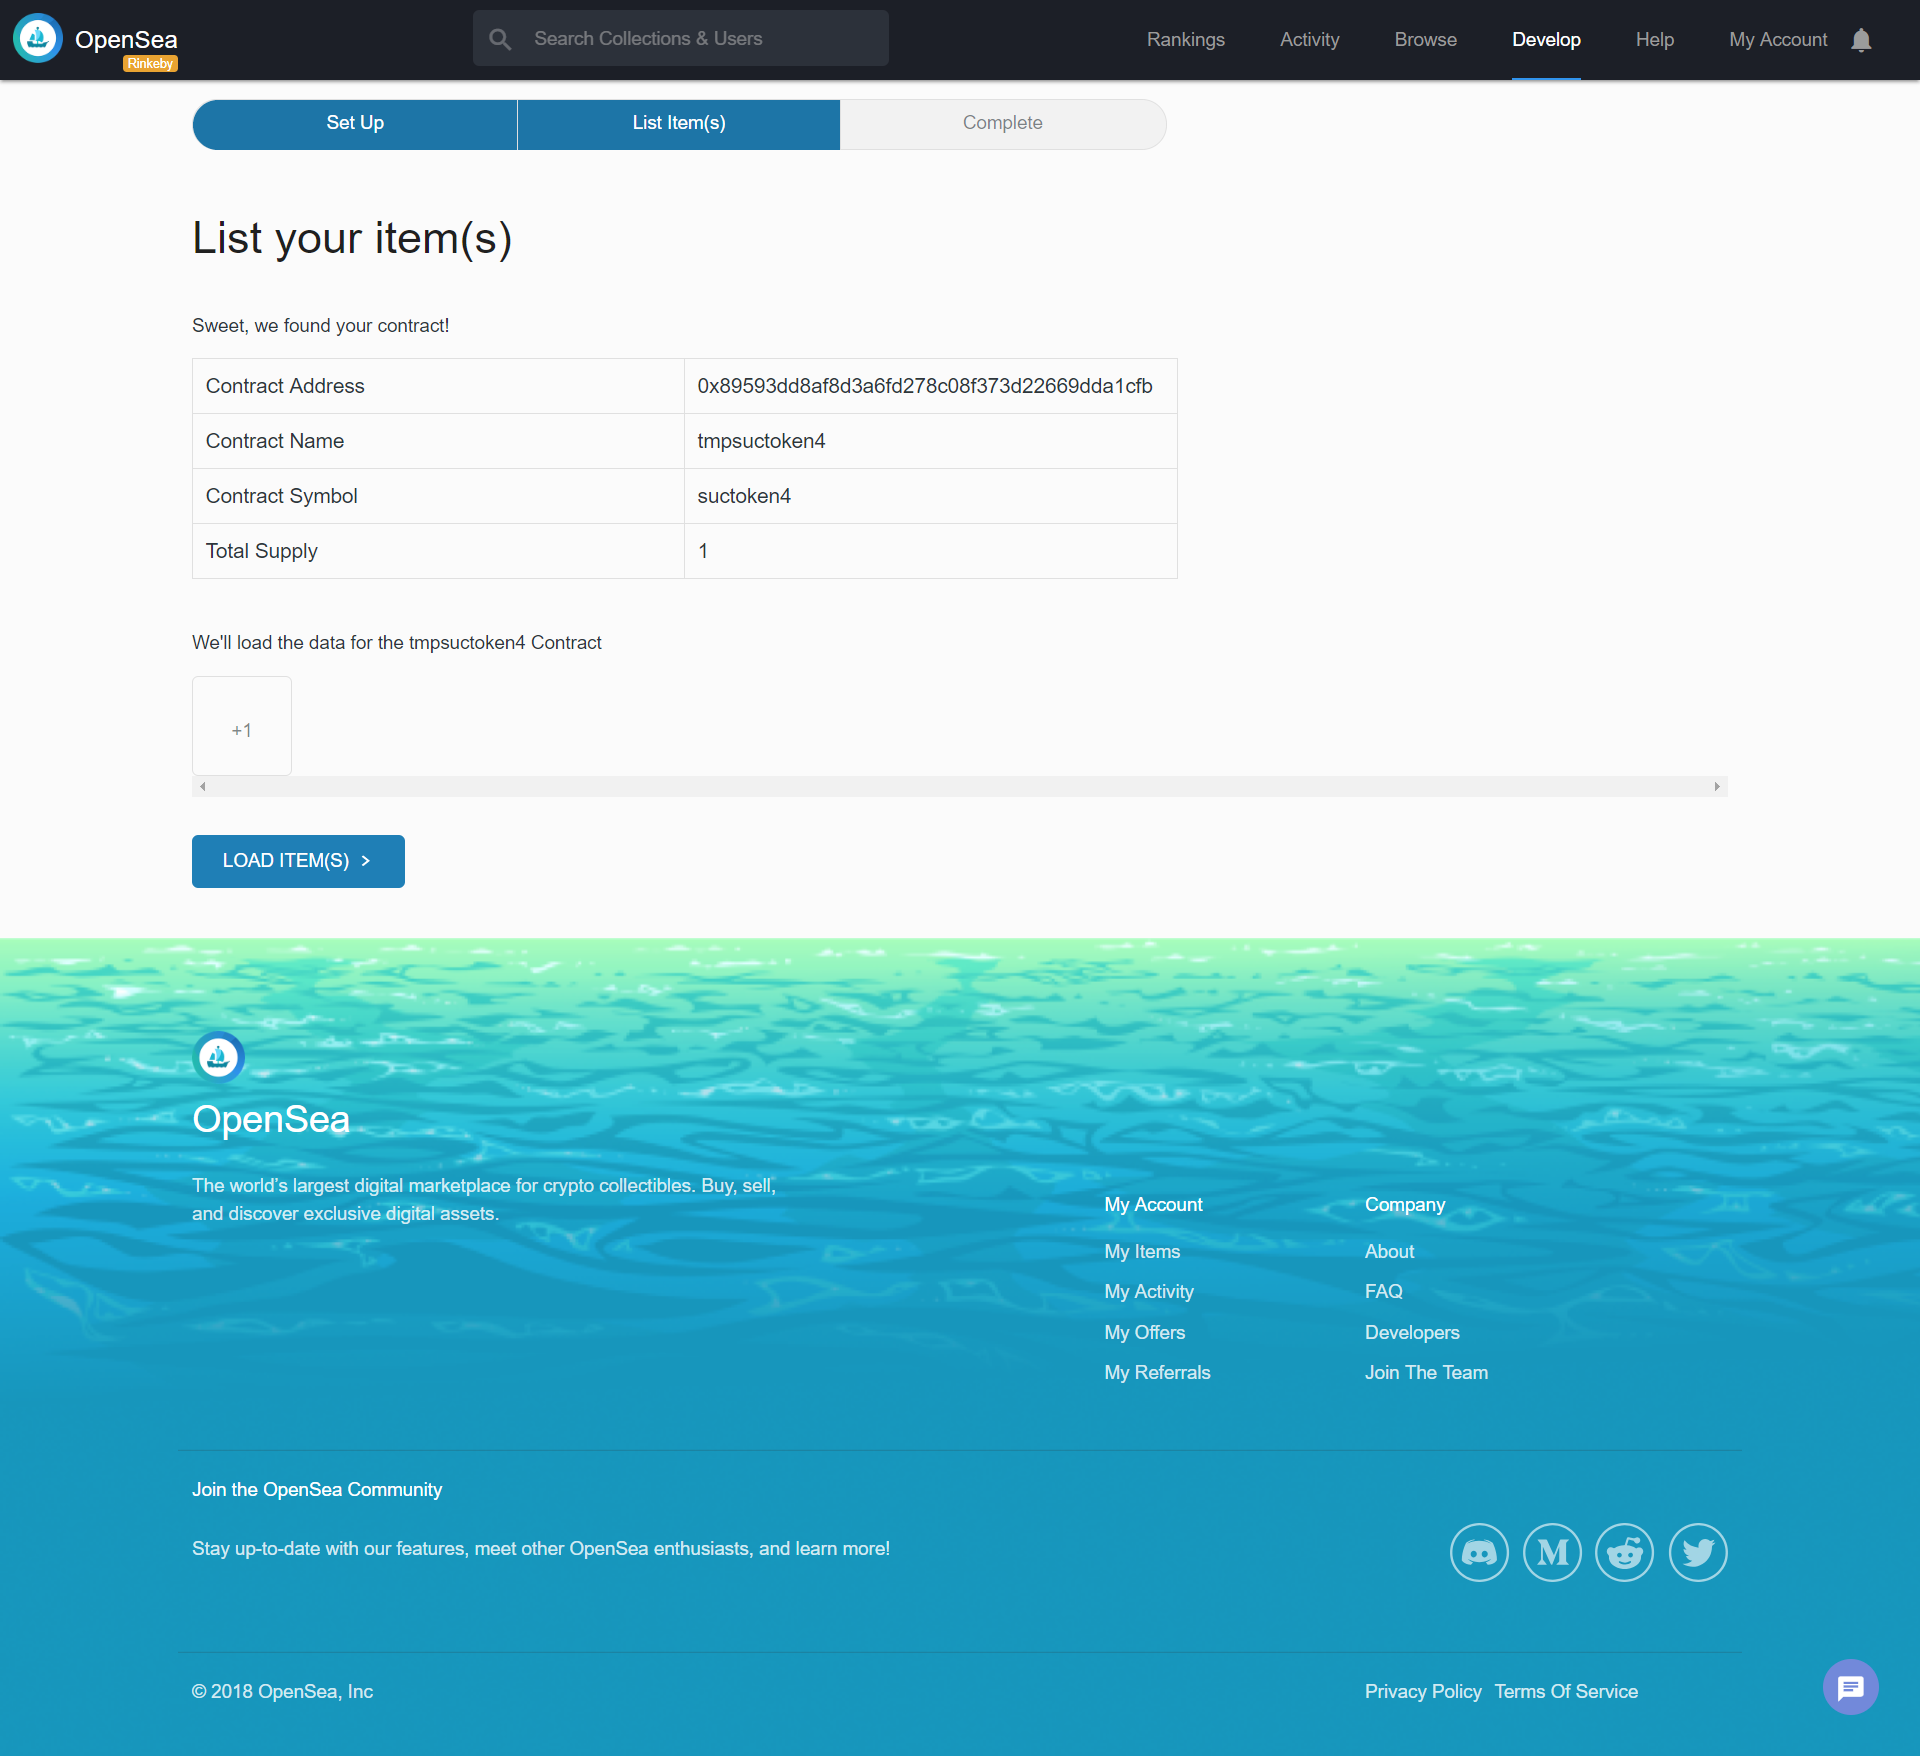 OpenSea
Rinkeby
Search Collections & Users
Rankings
Activity
Browse
Develop
Help
My Account
Set Up
List Item(s)
Complete
List your item(s)
Sweet, we found your contract!
Contract Address
0x89593dd8af8d3a6fd278c08f373d22669dda1cfb
Contract Name
tmpsuctoken4
Contract Symbol
suctoken4
Total Supply
1
We'll load the data for the tmpsuctoken4 Contract
+1
LOAD ITEM(S) >
OpenSea
The world's largest digital marketplace for crypto collectibles. Buy, sell,
and discover exclusive digital assets.
My Account
My Items
My Activity
My Offers
My Referrals
Company
About
FAQ
Developers
Join The Team
Join the OpenSea Community
Stay up-to-date with our features, meet other OpenSea enthusiasts, and learn more!
M
© 2018 OpenSea, Inc
Privacy Policy
Terms Of Service